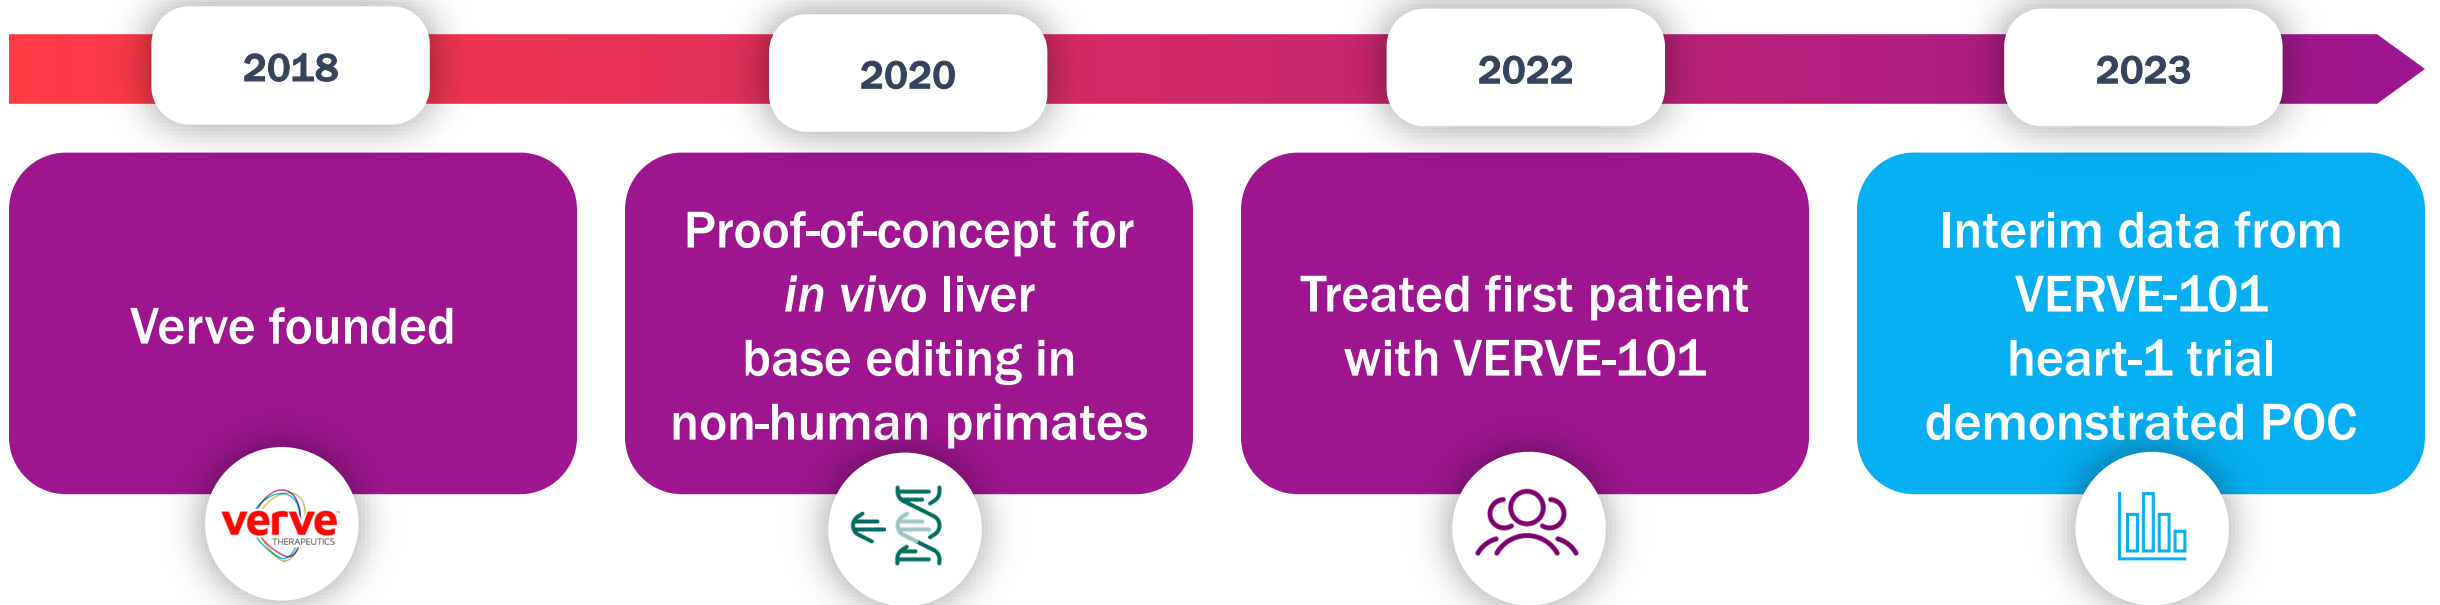 2018
2020
2022
2023
Verve founded
Proof-of-concept for
in vivo liver
base editing in
non-human primates
Treated first patient
with VERVE-101
Interim data from
VERVE-101
heart-1 trial
demonstrated POC
verve™
THERAPEUTICS